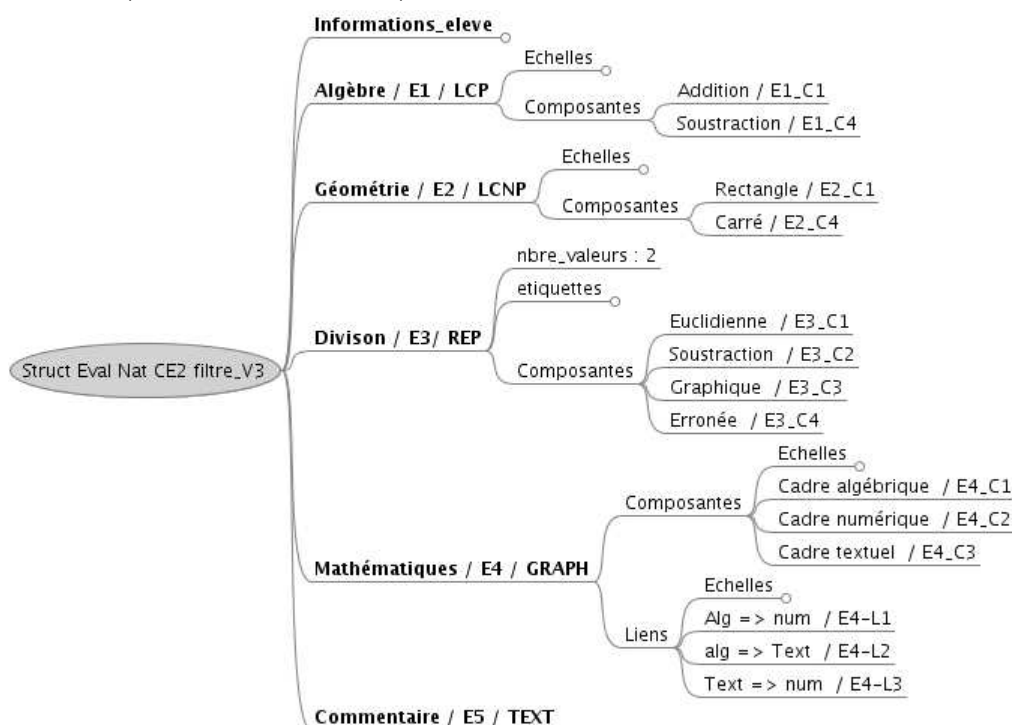 Informations_eleve
Echelles
Algèbre / E1 / LCP
Composantes
Addition / E1_C1
Soustraction / E1_C4
Echelles
Géométrie / E2 / LCNP
Composantes
Rectangle / E2_C1
Carré / E2_C4
nbre_valeurs : 2
etiquettes
Divison / E3/ REP
Composantes
Euclidienne / E3_C1
Soustraction / E3_C2
Graphique / E3_C3
Erronée / E3_C4
Struct Eval Nat CE2 filtre_V3
Echelles
Composantes
Cadre algébrique / E4_C1
Cadre numérique / E4_C2
Cadre textuel / E4_C3
Mathématiques / E4 / GRAPH
Echelles
Liens
Alg = > num / E4-L1
alg = > Text / E4-L2
Text = > num / E4-L3
Commentaire / E5 / TEXT